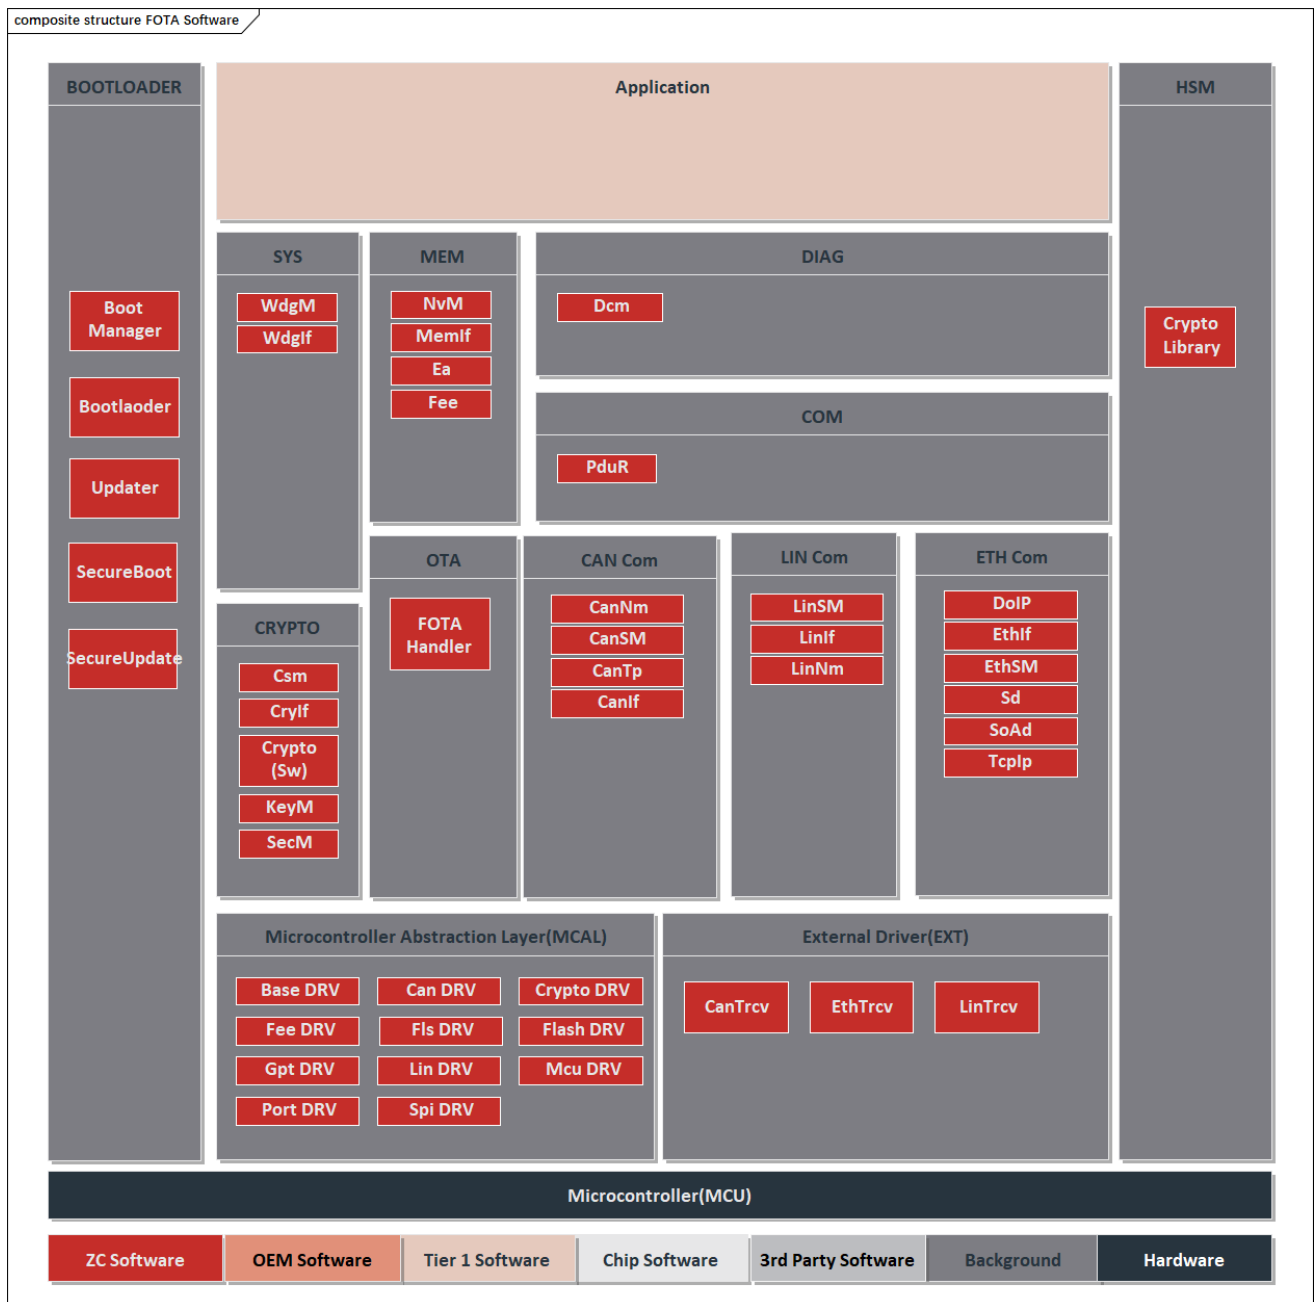 composite structure FOTA Software
BOOTLOADER
Boot
Manager
Bootlaoder
Updater
SecureBoot
SecureUpdate
Application
HSM
Crypto
Library
SYS
WdgM
WdgIf
MEM
NvM
MemIf
Ea
Fee
DIAG
Dcm
COM
PduR
CRYPTO
Csm
CryIf
Crypto
(Sw)
KeyM
SecM
OTA
FOTA
Handler
CAN Com
CanNm
CanSM
CanTp
CanIf
LIN Com
LinSM
LinIf
LinNm
ETH Com
DoIP
EthIf
EthSM
Sd
SoAd
TcpIp
Microcontroller Abstraction Layer(MCAL)
Base DRV
Can DRV
Crypto DRV
Fee DRV
Fls DRV
Flash DRV
Gpt DRV
Lin DRV
Mcu DRV
Port DRV
Spi DRV
External Driver(EXT)
CanTrcv
EthTrcv
LinTrcv
Microcontroller(MCU)
ZC Software
OEM Software
Tier 1 Software
Chip Software
3rd Party Software
Background
Hardware